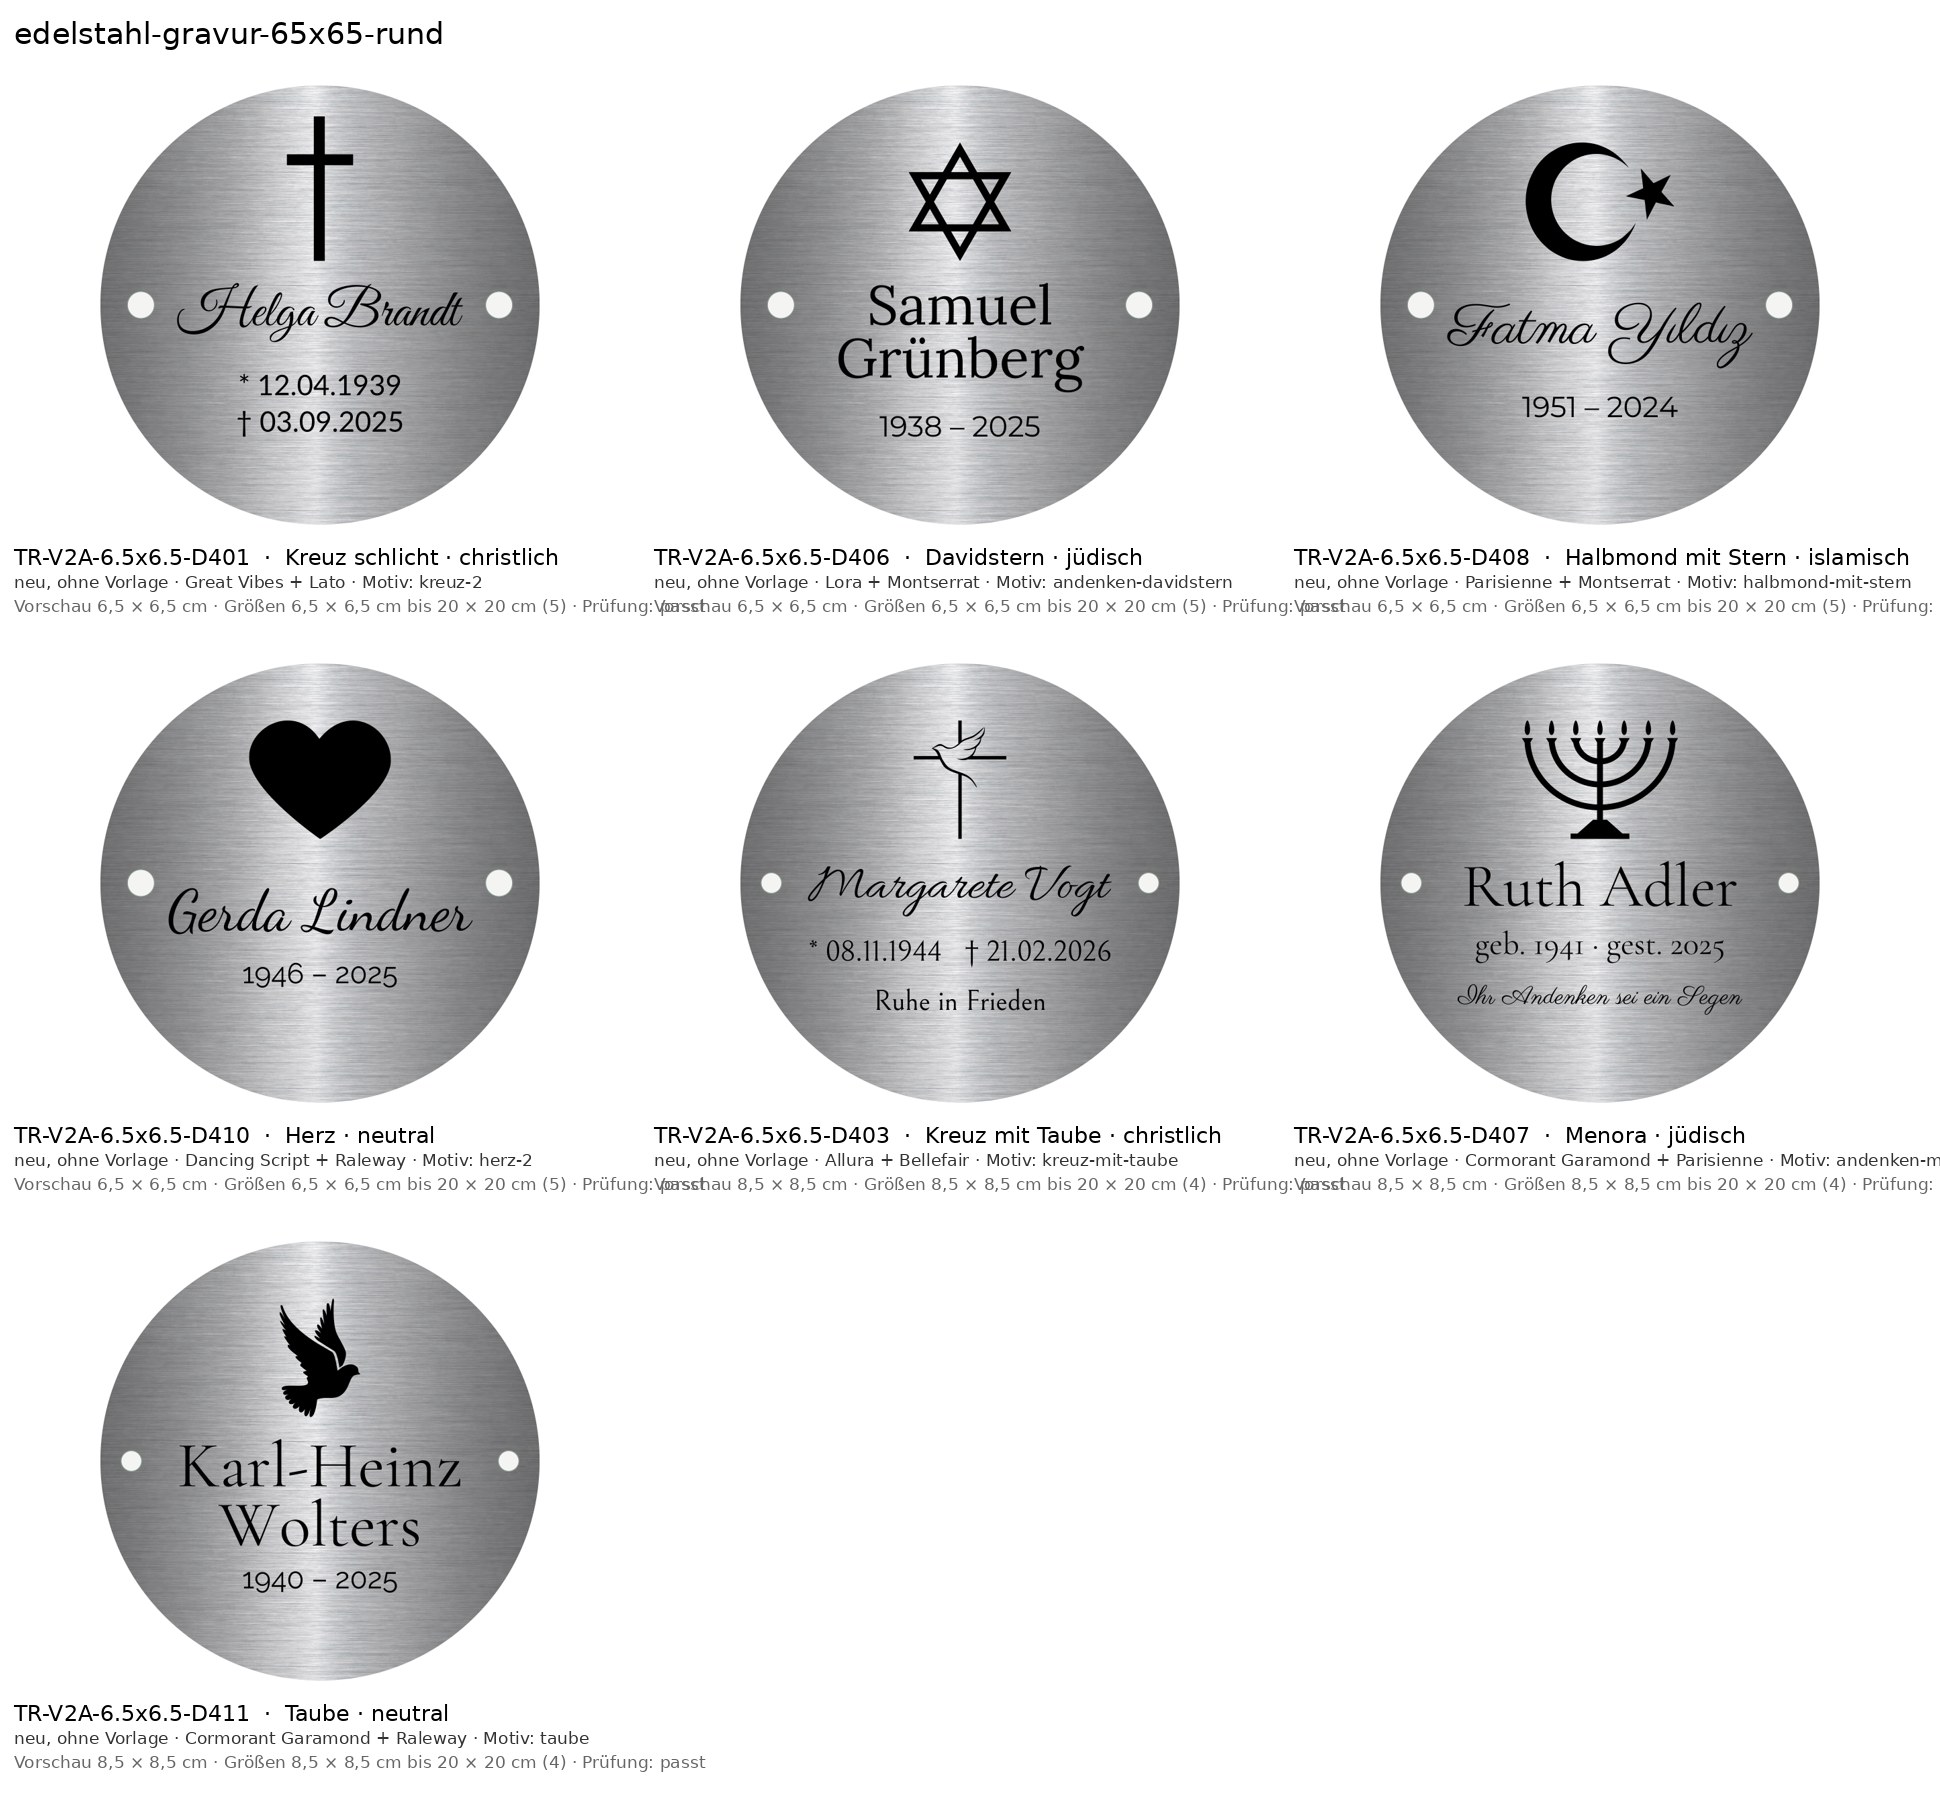 edelstahl-gravur-65x65-rund
Helga Brandt
* 12.04.1939
† 03.09.2025
TR-V2A-6.5x6.5-D401 · Kreuz schlicht · christlich
neu, ohne Vorlage · Great Vibes + Lato · Motiv: kreuz-2
Vorschau 6,5 × 6,5 cm · Größen 6,5 × 6,5 cm bis 20 × 20 cm (5) · Prüfung: passt
Samuel
Grünberg
1938 – 2025
TR-V2A-6.5x6.5-D406 · Davidstern · jüdisch
neu, ohne Vorlage · Lora + Montserrat · Motiv: andenken-davidstern
Vorschau 6,5 × 6,5 cm · Größen 6,5 × 6,5 cm bis 20 × 20 cm (5) · Prüfung: passt
Fatma Yıldız
1951 – 2024
TR-V2A-6.5x6.5-D408 · Halbmond mit Stern · islamisch
neu, ohne Vorlage · Parisienne + Montserrat · Motiv: halbmond-mit-stern
Vorschau 6,5 × 6,5 cm · Größen 6,5 × 6,5 cm bis 20 × 20 cm (5) · Prüfung:
Gerda Lindner
1946 – 2025
TR-V2A-6.5x6.5-D410 · Herz · neutral
neu, ohne Vorlage · Dancing Script + Raleway · Motiv: herz-2
Vorschau 6,5 × 6,5 cm · Größen 6,5 × 6,5 cm bis 20 × 20 cm (5) · Prüfung: passt
Margarete Vogt
* 08.11.1944 † 21.02.2026
Ruhe in Frieden
TR-V2A-6.5x6.5-D403 · Kreuz mit Taube · christlich
neu, ohne Vorlage · Allura + Bellefair · Motiv: kreuz-mit-taube
Vorschau 8,5 × 8,5 cm · Größen 8,5 × 8,5 cm bis 20 × 20 cm (4) · Prüfung: passt
Ruth Adler
geb. 1941 · gest. 2025
Ihr Andenken sei ein Segen
TR-V2A-6.5x6.5-D407 · Menora · jüdisch
neu, ohne Vorlage · Cormorant Garamond + Parisienne · Motiv: andenken-m
Vorschau 8,5 × 8,5 cm · Größen 8,5 × 8,5 cm bis 20 × 20 cm (4) · Prüfung:
Karl-Heinz
Wolters
1940 – 2025
TR-V2A-6.5x6.5-D411 · Taube · neutral
neu, ohne Vorlage · Cormorant Garamond + Raleway · Motiv: taube
Vorschau 8,5 × 8,5 cm · Größen 8,5 × 8,5 cm bis 20 × 20 cm (4) · Prüfung: passt